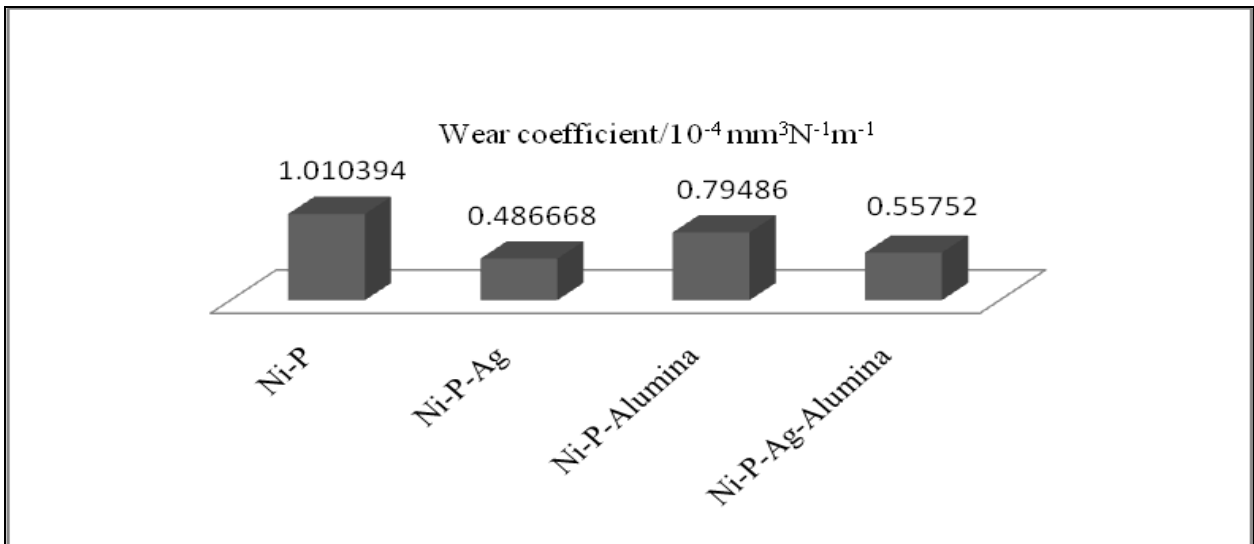 Wear coefficient/10⁻⁴ mm³N⁻¹m⁻¹
1.010394
0.486668
0.79486
0.55752
Ni-P
Ni-P-Ag
Ni-P-Alumina
Ni-P-Ag-Alumina